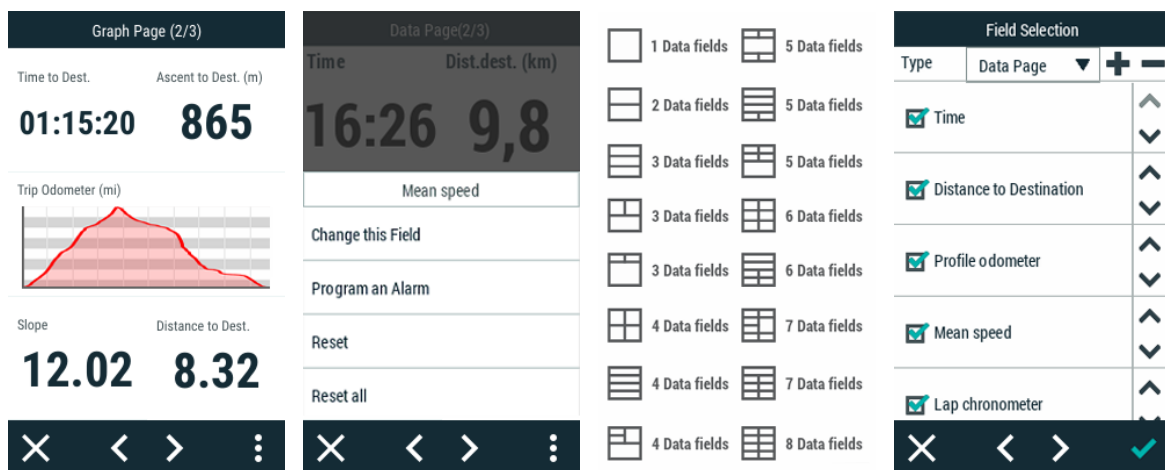 Graph Page (2/3)
Time to Dest. Ascent to Dest. (m)
01:15:20 865
Trip Odometer (mi)
Slope Distance to Dest.
12.02 8.32
Data Page(2/3)
Time Dist.dest. (km)
16:26 9,8
Mean speed
Change this Field
Program an Alarm
Reset
Reset all
1 Data fields 5 Data fields
2 Data fields 5 Data fields
3 Data fields 5 Data fields
3 Data fields 6 Data fields
3 Data fields 6 Data fields
4 Data fields 7 Data fields
4 Data fields 7 Data fields
4 Data fields 8 Data fields
Field Selection
Type Data Page
Time
Distance to Destination
Profile odometer
Mean speed
Lap chronometer